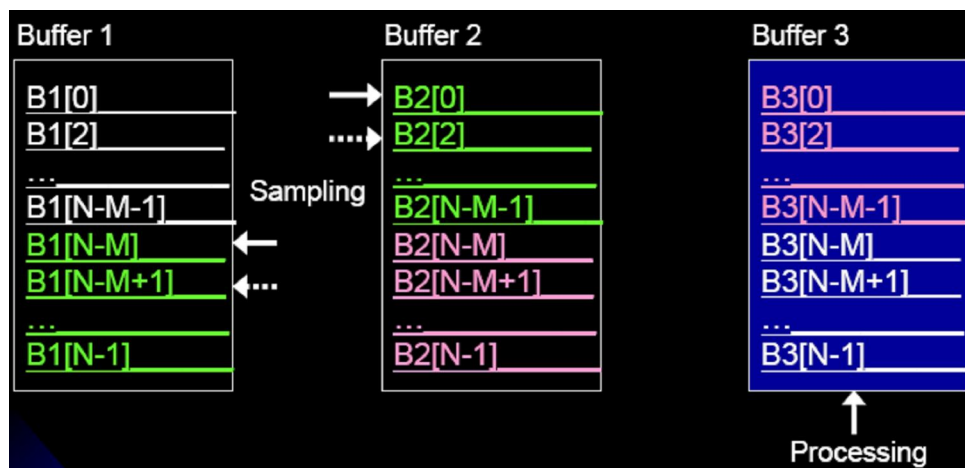 Buffer 1
B1[0]
B1[2]
...
B1[N-M-1]
B1[N-M]
B1[N-M+1]
...
B1[N-1]
Sampling
Buffer 2
B2[0]
B2[2]
...
B2[N-M-1]
B2[N-M]
B2[N-M+1]
...
B2[N-1]
Buffer 3
B3[0]
B3[2]
...
B3[N-M-1]
B3[N-M]
B3[N-M+1]
...
B3[N-1]
Processing